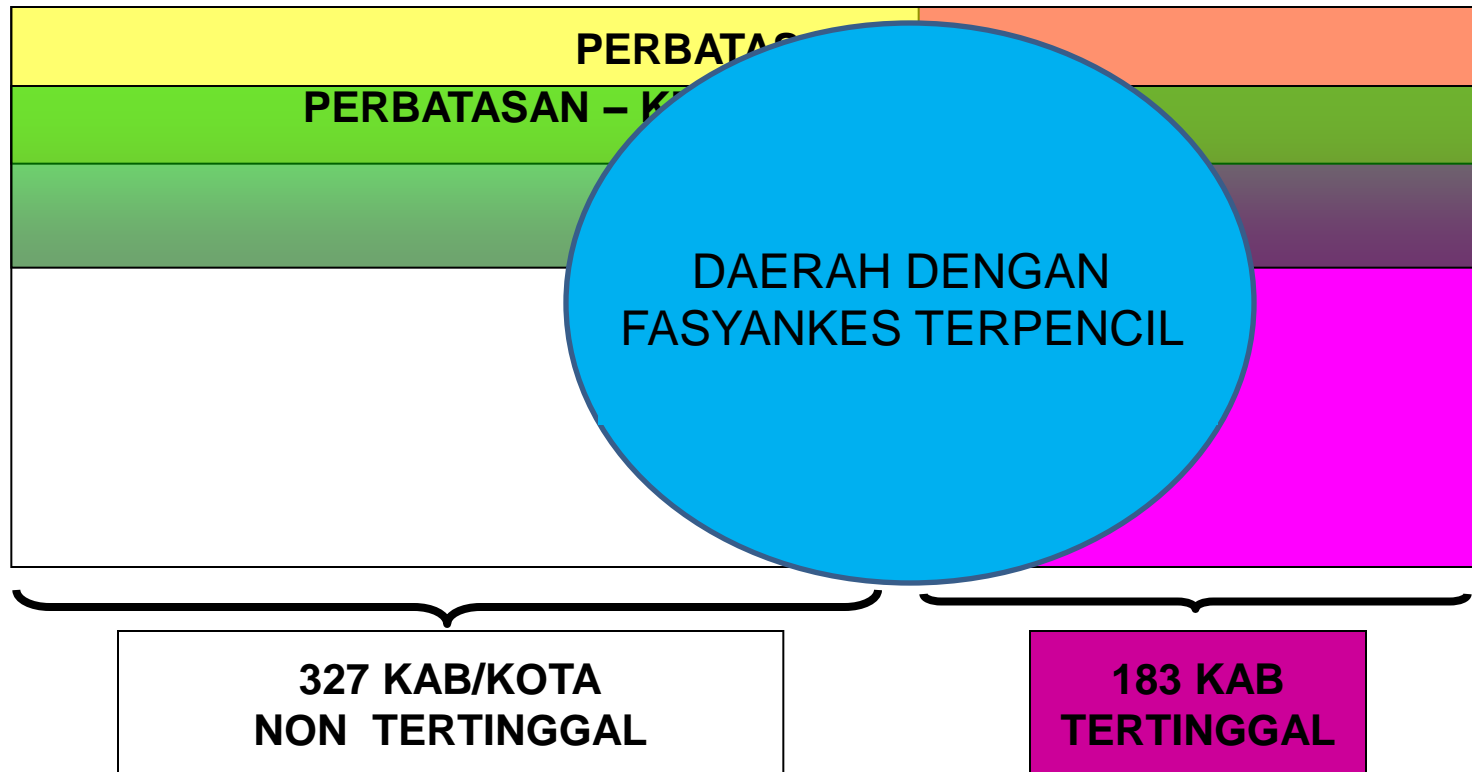 PERBATAS
PERBATASAN – K
DAERAH DENGAN
FASYANKES TERPENCIL
327 KAB/KOTA
NON TERTINGGAL
183 KAB
TERTINGGAL